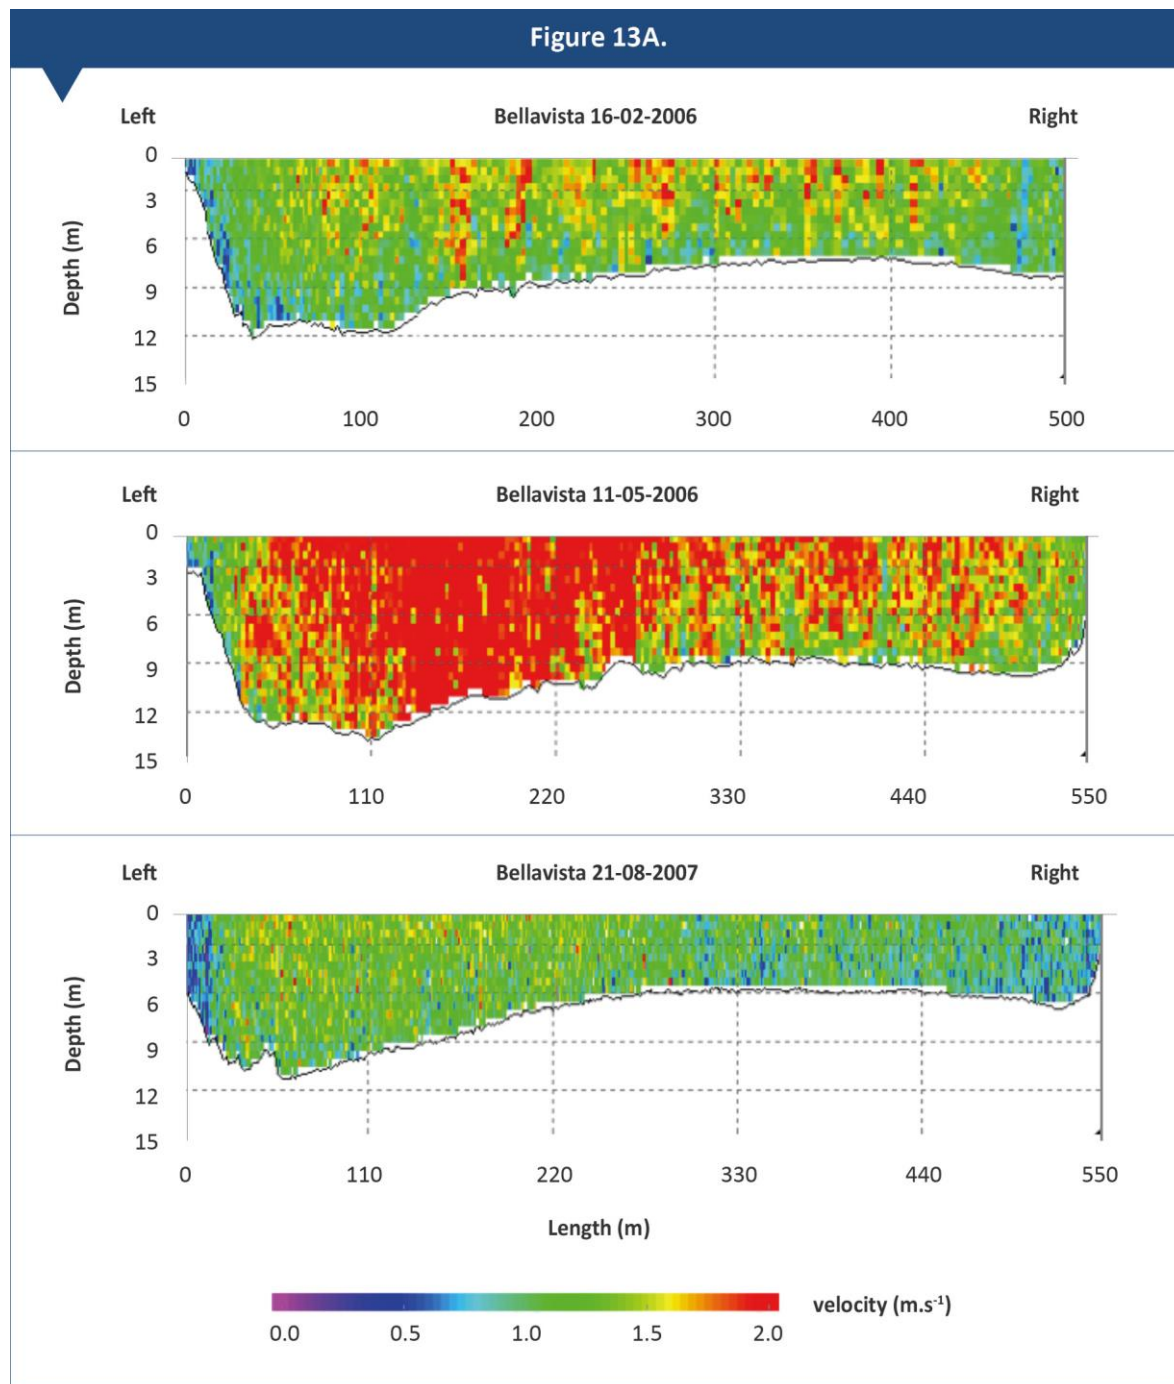 Figure 13A.
Left Bellavista 16-02-2006 Right
0
3
6
9
12
15
Depth (m)
0 100 200 300 400 500
Left Bellavista 11-05-2006 Right
0
3
6
9
12
15
Depth (m)
0 110 220 330 440 550
Left Bellavista 21-08-2007 Right
0
3
6
9
12
15
Depth (m)
0 110 220 330 440 550
Length (m)
velocity (m.s⁻¹)
0.0 0.5 1.0 1.5 2.0